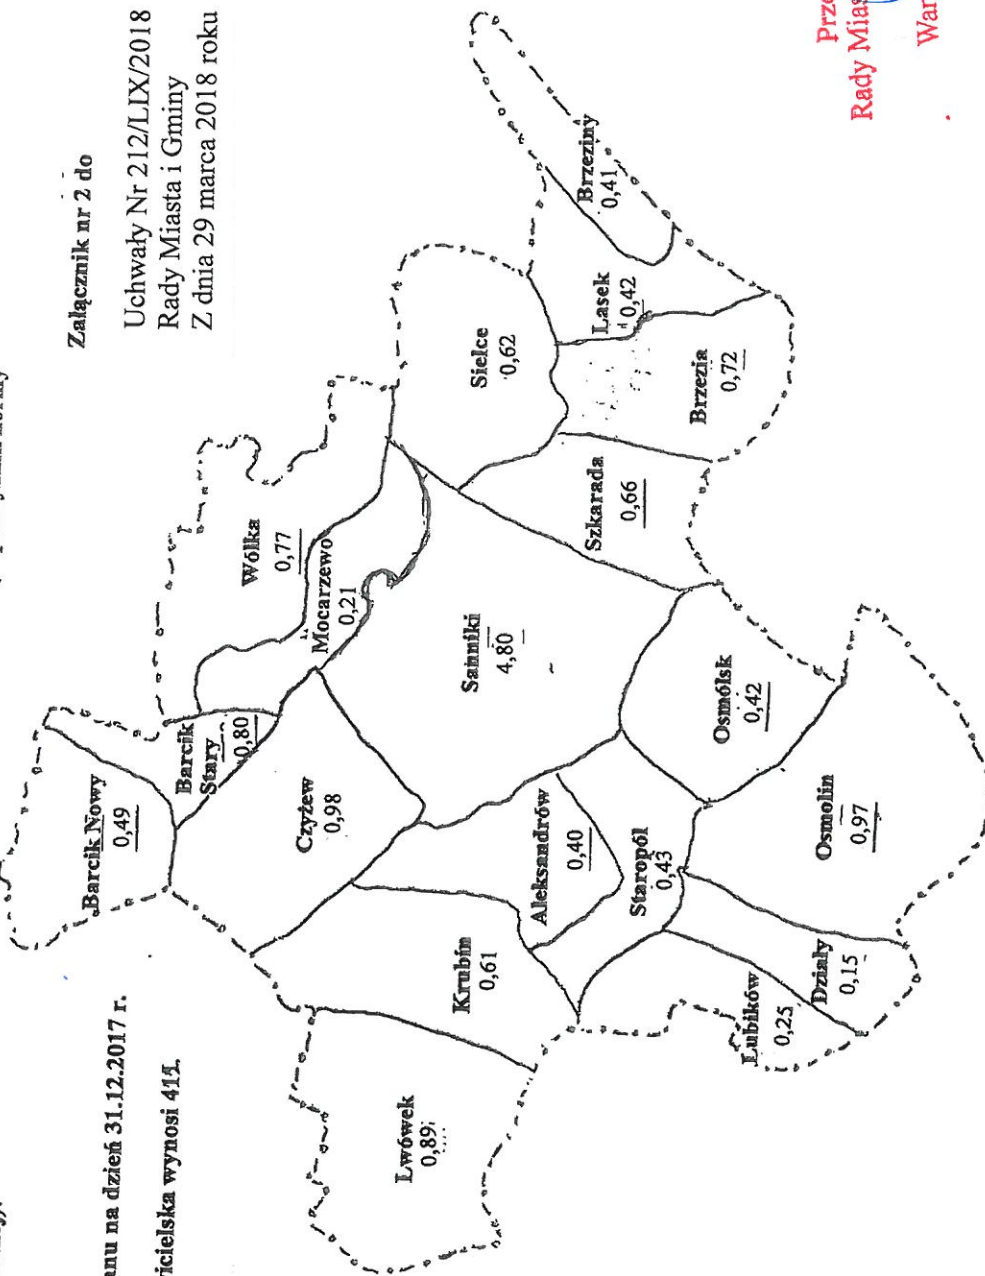 Załącznik nr 2 do
Uchwały Nr 212/LIX/2018
Rady Miasta i Gminy
Z dnia 29 marca 2018 roku
na dzień 31.12.2017 r.
wynosi 411.
Barcik Nowy
0,49
Barcik
Stary
0,80
Wólka
0,77
Mocarzewo
0,21
Czyżew
0,98
Sielce
0,62
Lasek
0,42
Brzeziny
0,41
Brzezia
0,72
Szkarada
0,66
Sanniki
4,80
Lwówek
0,89
Krubin
0,61
Aleksandrów
0,40
Staropól
0,43
Osmólsk
0,42
Osmolin
0,97
Działy
0,15
Lubików
0,25
Rady